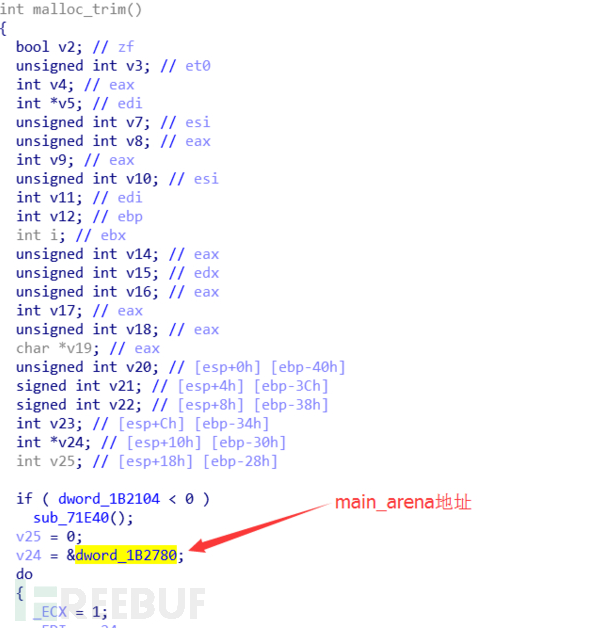 int malloc_trim()
{
bool v2; // zf
unsigned int v3; // et0
int v4; // eax
int *v5; // edi
unsigned int v7; // esi
unsigned int v8; // eax
int v9; // eax
unsigned int v10; // esi
int v11; // edi
int v12; // ebp
int i; // ebx
unsigned int v14; // eax
unsigned int v15; // edx
unsigned int v16; // eax
int v17; // eax
unsigned int v18; // eax
char *v19; // eax
unsigned int v20; // [esp+0h] [ebp-40h]
signed int v21; // [esp+4h] [ebp-3Ch]
signed int v22; // [esp+8h] [ebp-38h]
int v23; // [esp+Ch] [ebp-34h]
int *v24; // [esp+10h] [ebp-30h]
int v25; // [esp+18h] [ebp-28h]
if ( dword_1B2104 < 0 )
sub_71E40();
v25 = 0;
v24 = &dword_1B2780;
main_arena地址
do
{
_ECX = 1;
REEBUF